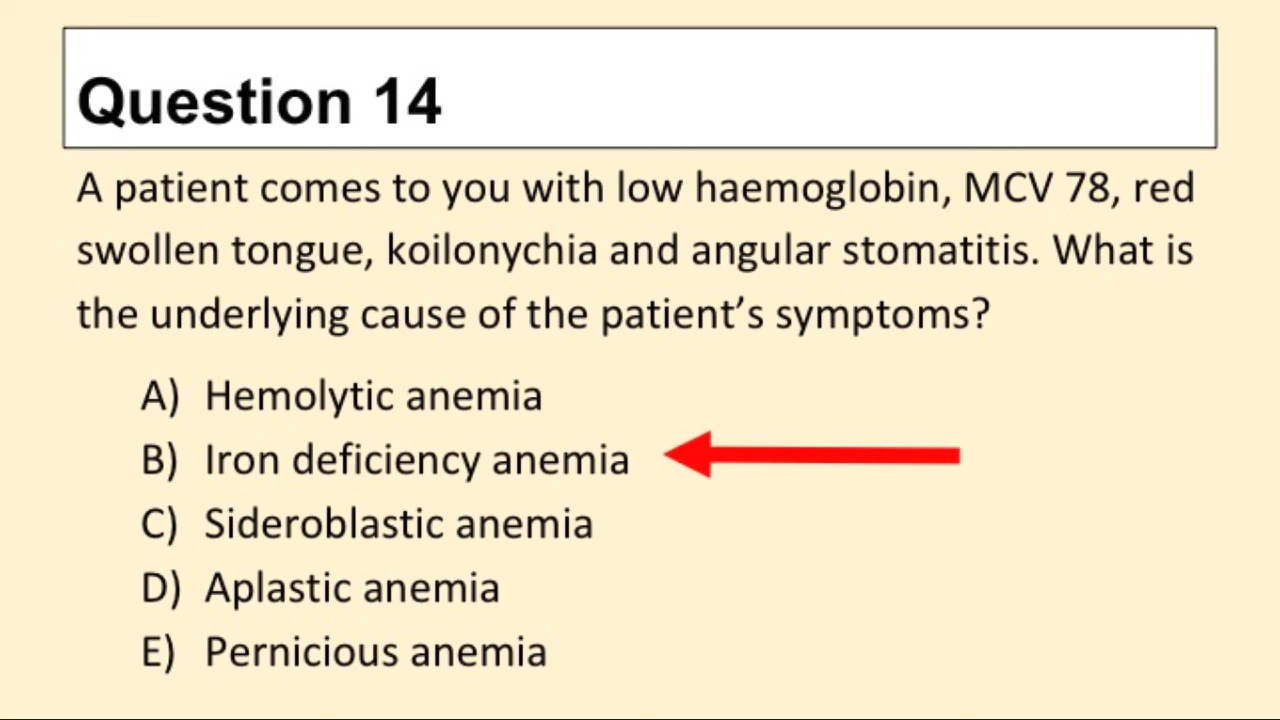 Question 14
A patient comes to you with low haemoglobin, MCV 78, red
swollen tongue, koilonychia and angular stomatitis. What is
the underlying cause of the patient’s symptoms?
A) Hemolytic anemia
B) Iron deficiency anemia
C) Sideroblastic anemia
D) Aplastic anemia
E) Pernicious anemia